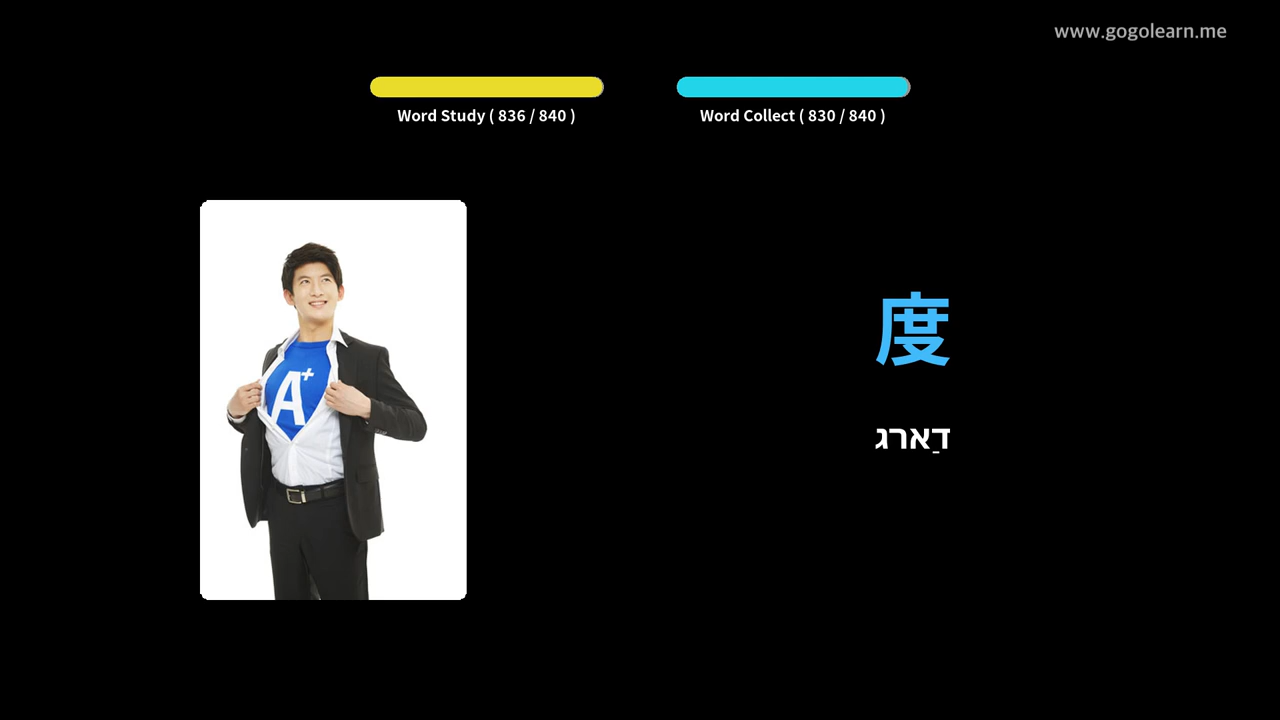 www.gogolearn.me
Word Study ( 836 / 840 )
Word Collect ( 830 / 840 )
A+
度
דַארג